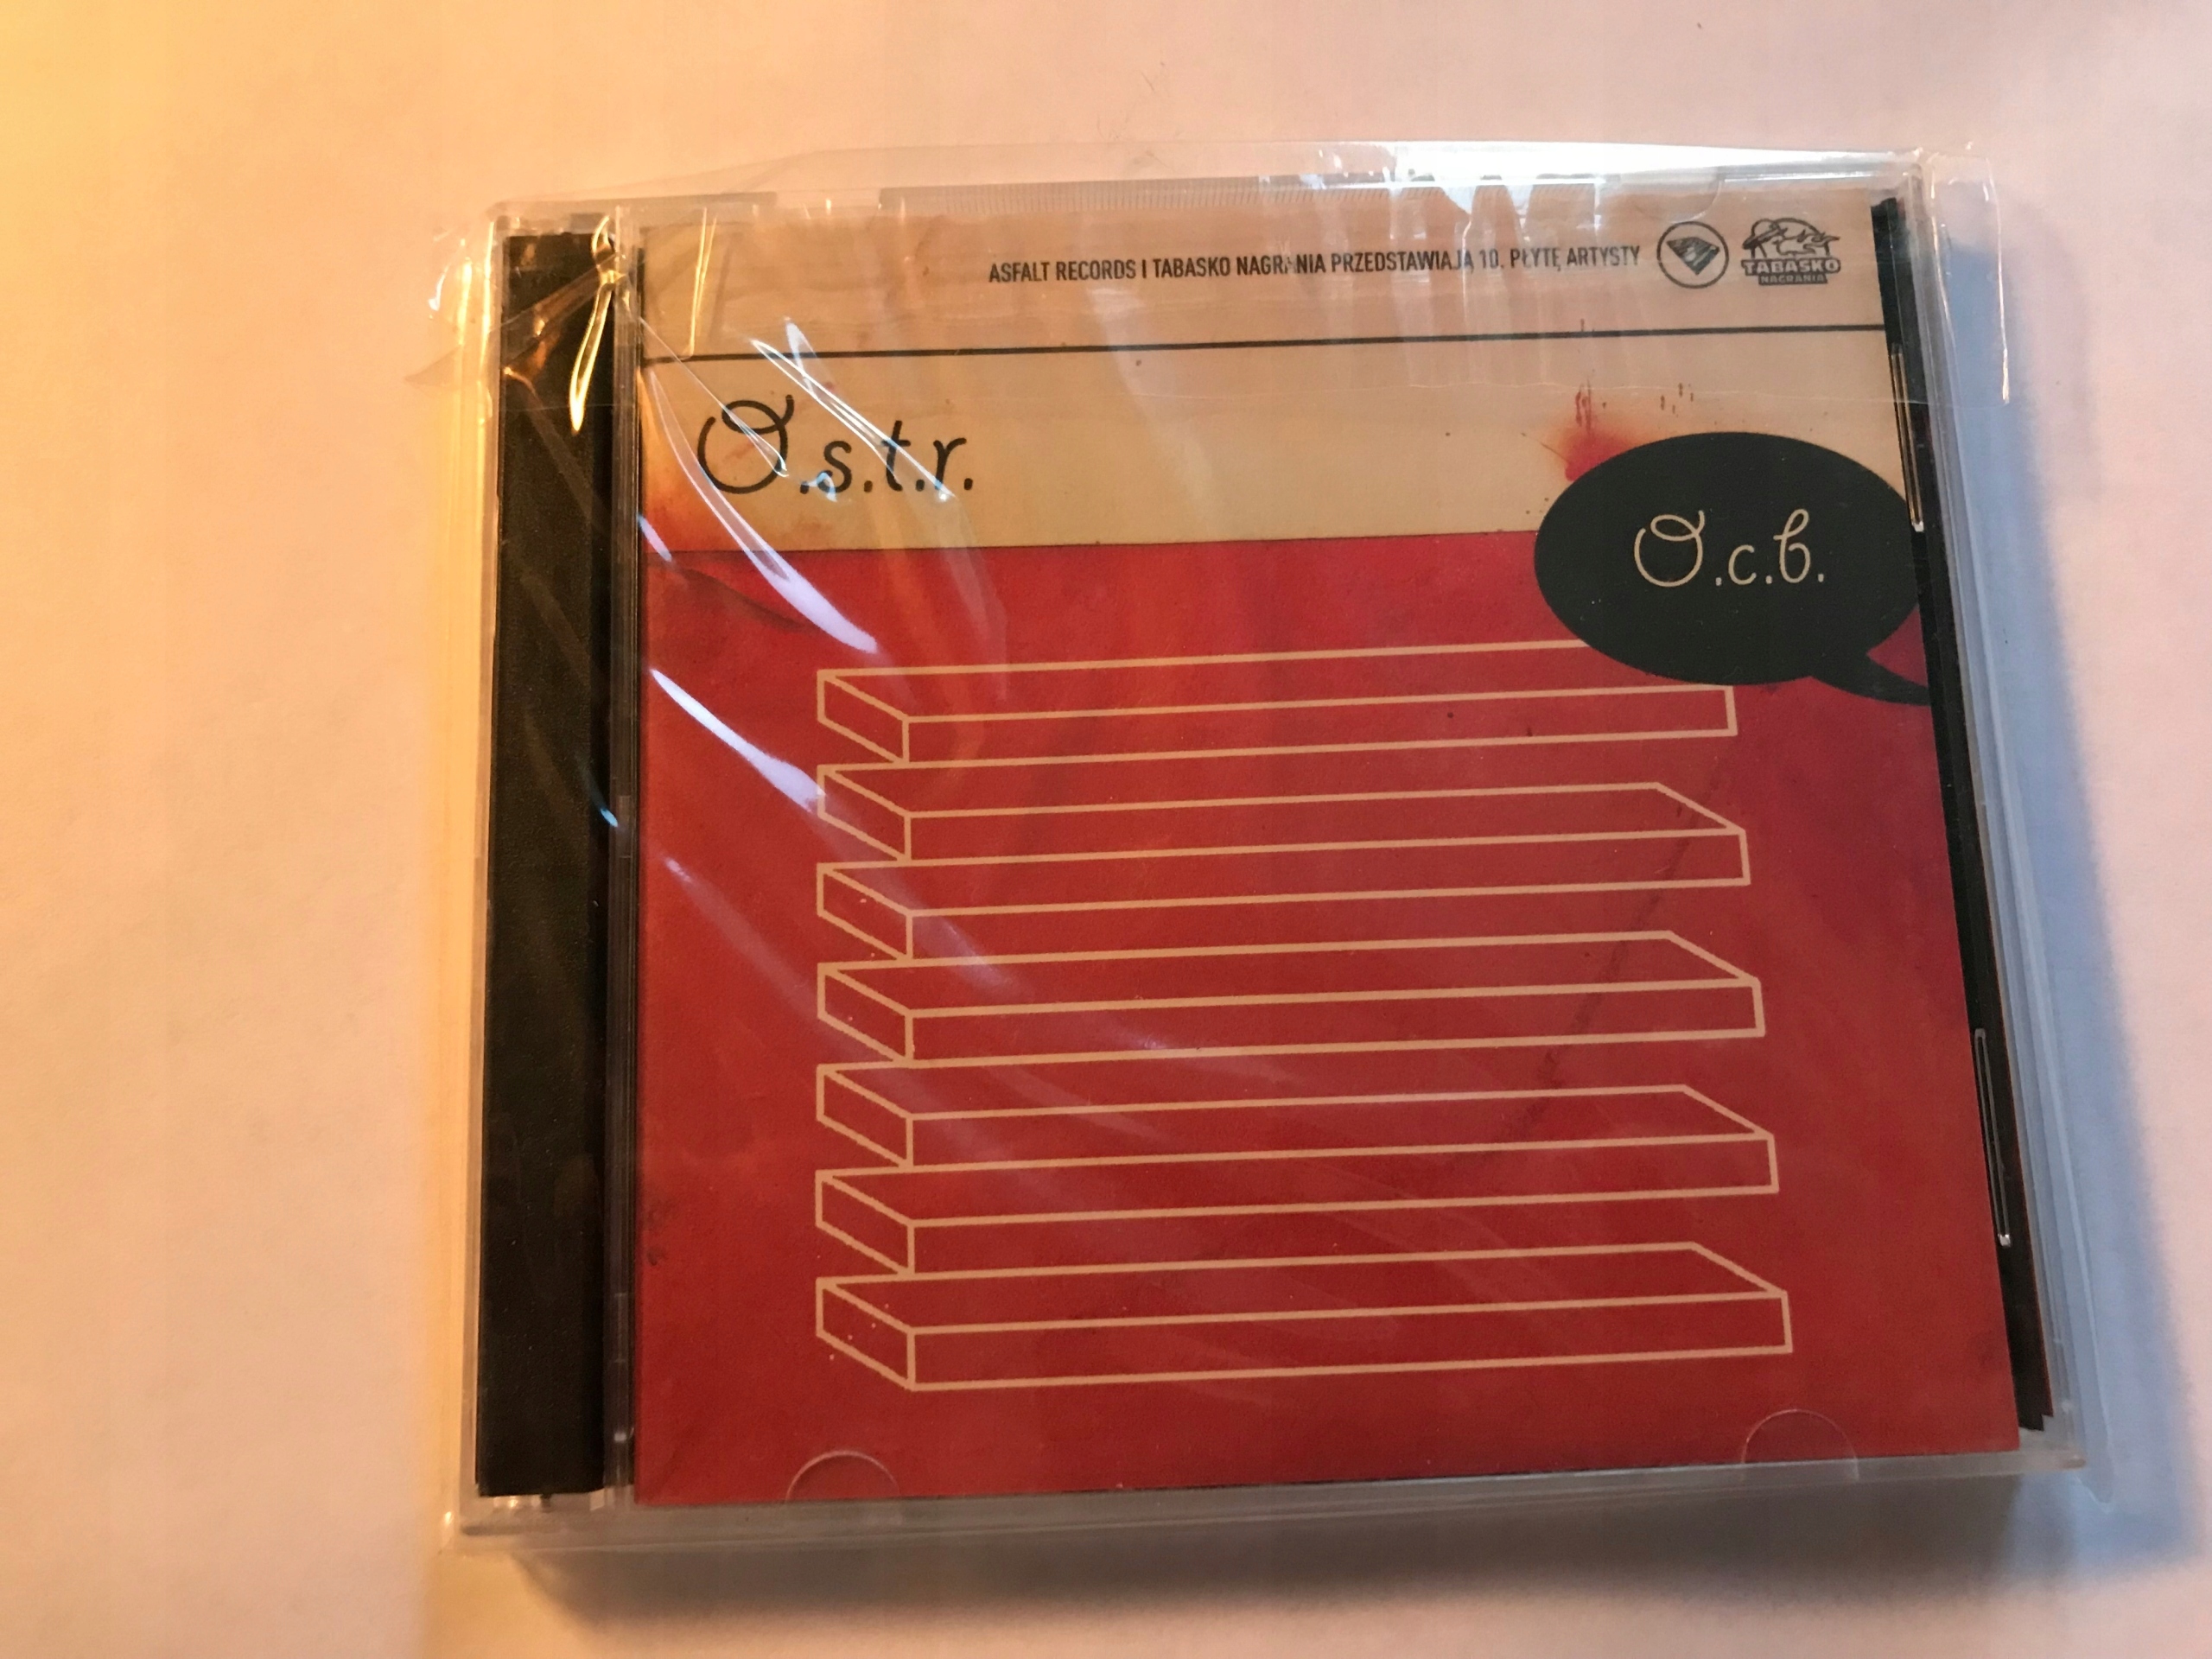 ASFALT RECORDS I TABASKO NAGRANIA PRZEDSTAWIAJĄ 10. PŁYTĘ ARTYSTY
TABASKO
NAGRANIA
O.s.t.r.
O.c.b.